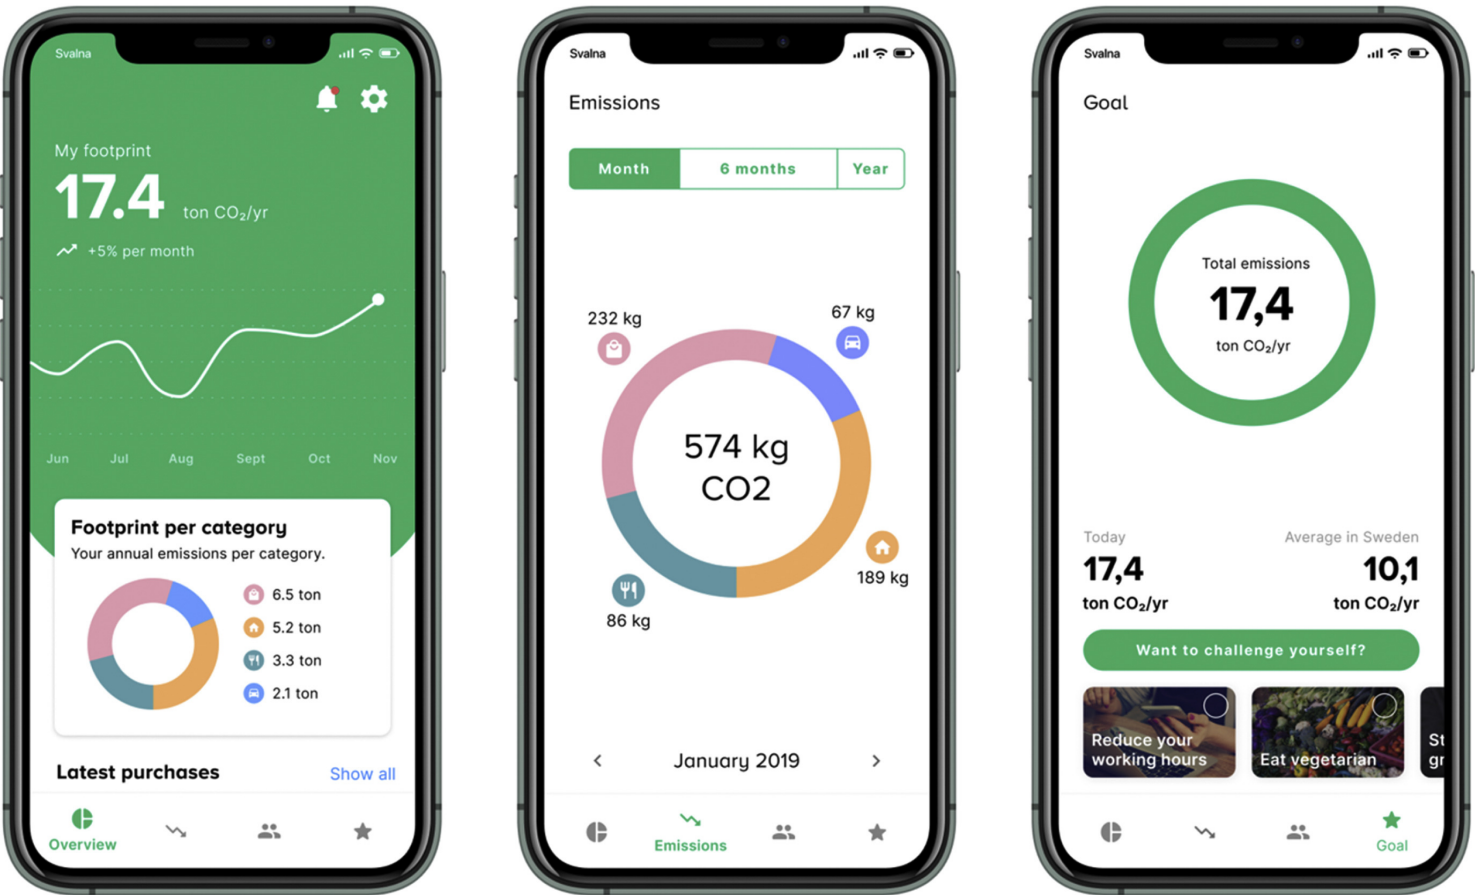 Svalna
My footprint
17.4 ton CO₂/yr
+5% per month
Jun Jul Aug Sept Oct Nov
Footprint per category
Your annual emissions per category.
6.5 ton
5.2 ton
3.3 ton
2.1 ton
Latest purchases Show all
Overview
Svalna
Emissions
Month 6 months Year
232 kg
67 kg
574 kg
CO2
189 kg
86 kg
January 2019
Emissions
Svalna
Goal
Total emissions
17,4
ton CO₂/yr
Today Average in Sweden
17,4 10,1
ton CO₂/yr ton CO₂/yr
Want to challenge yourself?
Reduce your
working hours
Eat vegetarian
St
gr
Goal